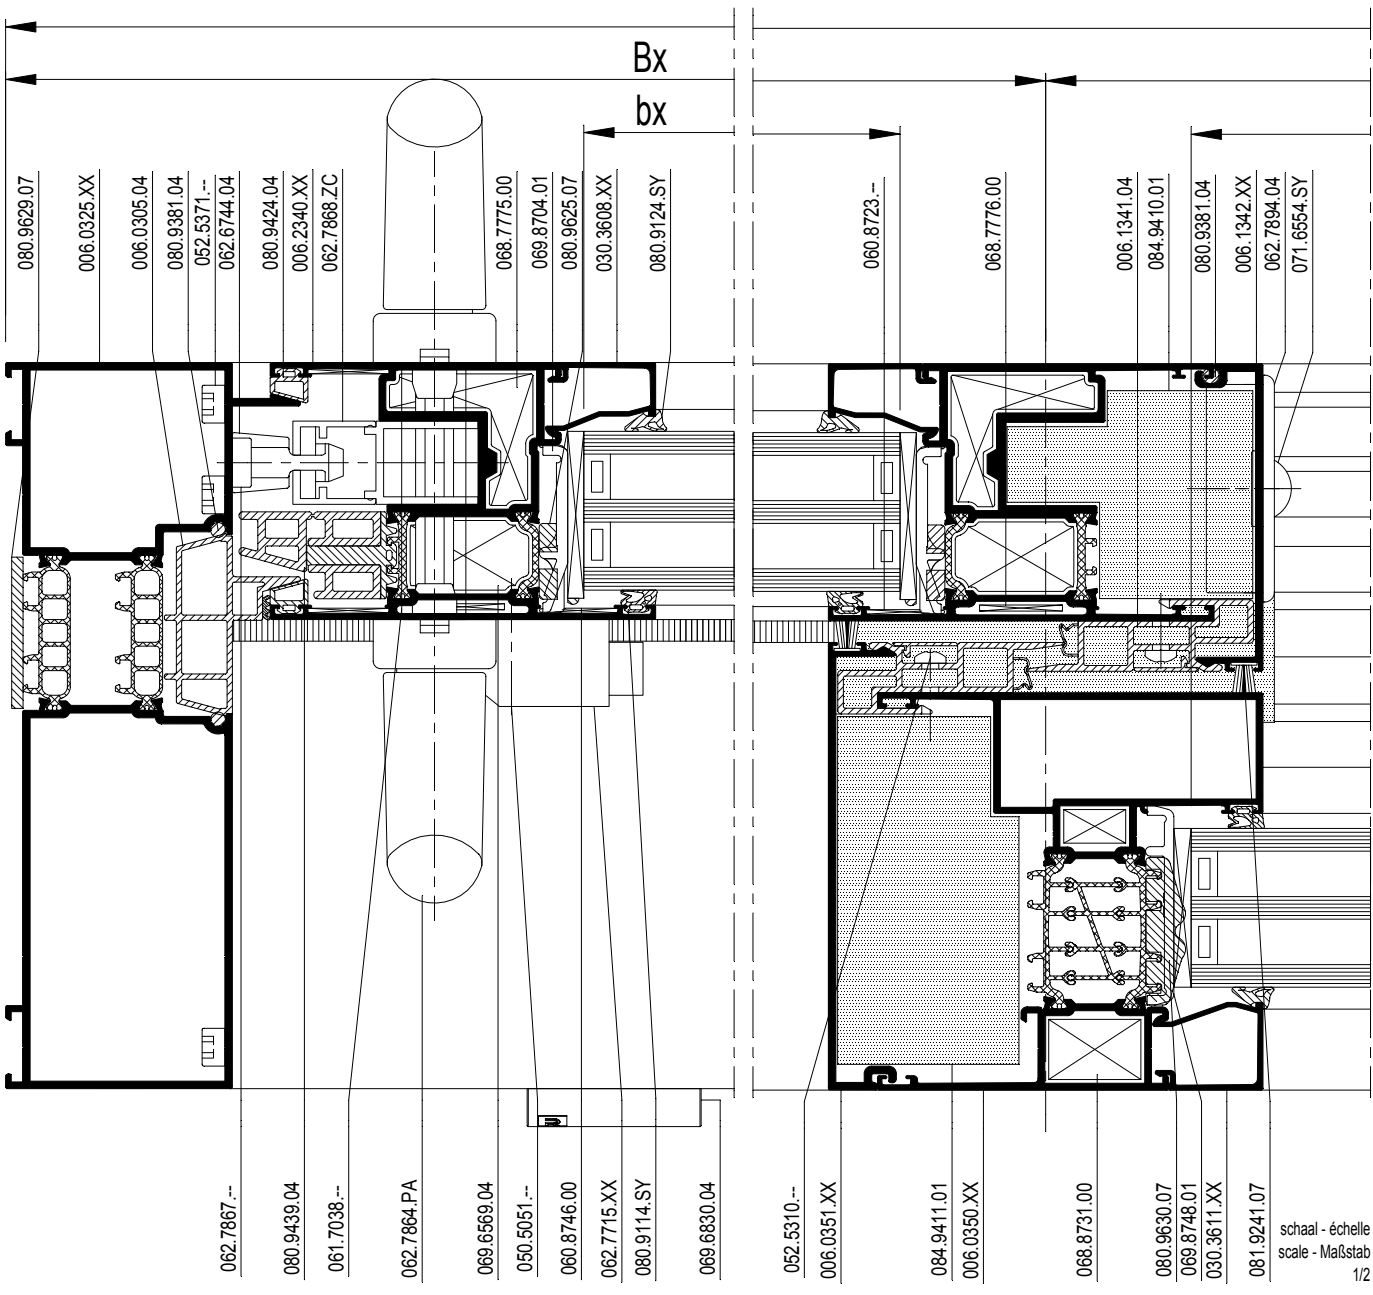 Bx
bx
080.9629.07
006.0325.XX
006.0305.04
080.9381.04
052.5371.--
062.6744.04
080.9424.04
006.2340.XX
062.7868.ZC
068.7775.00
069.8704.01
080.9625.07
030.3608.XX
080.9124.SY
060.8723.--
068.7776.00
006.1341.04
084.9410.01
080.9381.04
006.1342.XX
062.7894.04
071.6554.SY
062.7867.--
080.9439.04
061.7038.--
062.7864.PA
069.6569.04
050.5051.--
060.8746.00
062.7715.XX
080.9114.SY
069.6830.04
052.5310.--
006.0351.XX
084.9411.01
006.0350.XX
068.8731.00
080.9630.07
069.8748.01
030.3611.XX
081.9241.07
schaal - échelle
scale - Maßstab
1/2